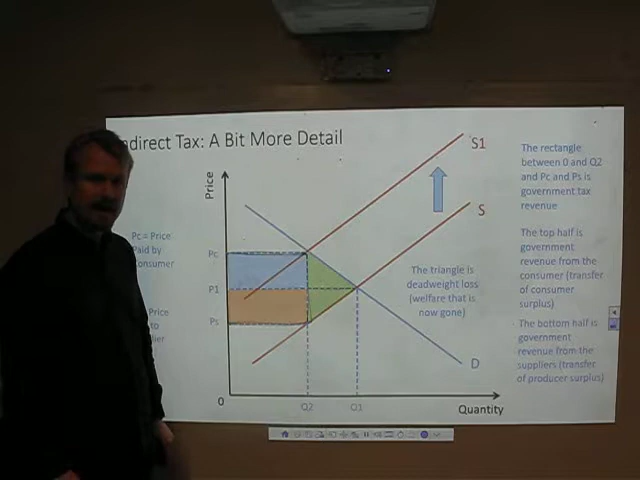 ndirect Tax: A Bit More Detail
Price
S1
S
Pc = Price
Paid by
Consumer
Price
to
lier
Pc
P1
Ps
The triangle is
deadweight loss
(welfare that is
now gone)
D
0
Q2
Q1
Quantity
The rectangle
between 0 and Q2
and Pc and Ps is
government tax
revenue
The top half is
government
revenue from the
consumer (transfer
of consumer
surplus)
The bottom half is
government
revenue from the
suppliers (transfer
of producer surplus)